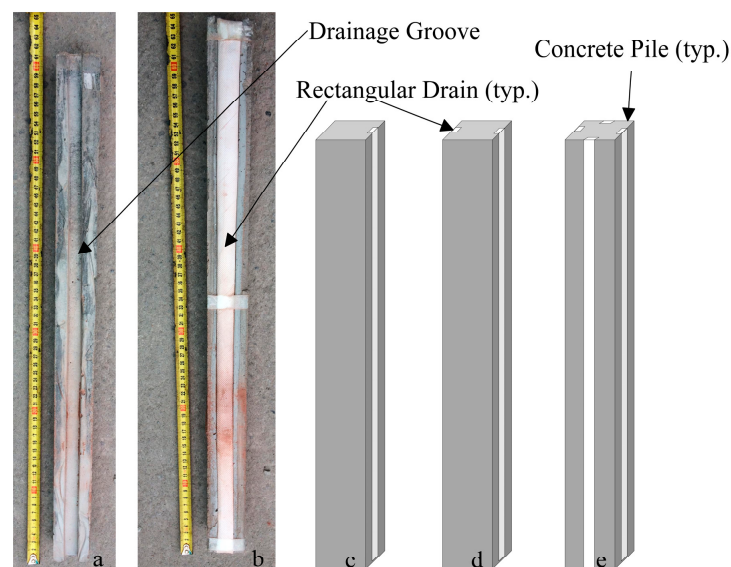 Drainage Groove
Concrete Pile (typ.)
Rectangular Drain (typ.)
a
b
c
d
e